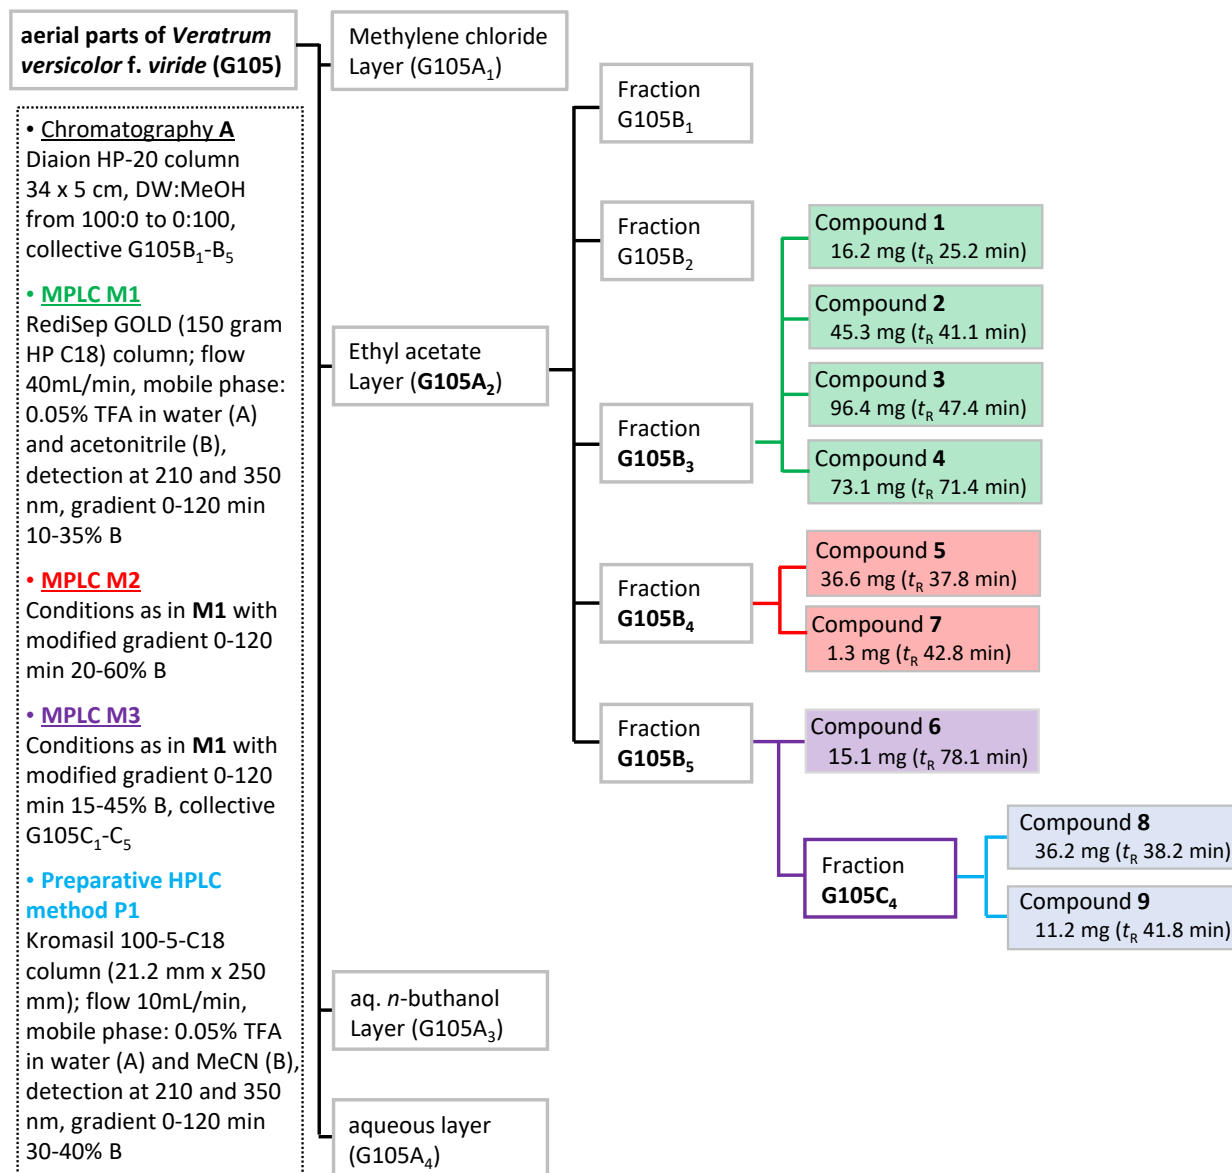 aerial parts of Veratrum
versicolor f. viride (G105)
• Chromatography A
Diaion HP-20 column
34 x 5 cm, DW:MeOH
from 100:0 to 0:100,
collective G105B₁-B₅
• MPLC M1
RediSep GOLD (150 gram
HP C18) column; flow
40mL/min, mobile phase:
0.05% TFA in water (A)
and acetonitrile (B),
detection at 210 and 350
nm, gradient 0-120 min
10-35% B
• MPLC M2
Conditions as in M1 with
modified gradient 0-120
min 20-60% B
• MPLC M3
Conditions as in M1 with
modified gradient 0-120
min 15-45% B, collective
G105C₁-C₅
• Preparative HPLC
method P1
Kromasil 100-5-C18
column (21.2 mm x 250
mm); flow 10mL/min,
mobile phase: 0.05% TFA
in water (A) and MeCN (B),
detection at 210 and 350
nm, gradient 0-120 min
30-40% B
Methylene chloride
Layer (G105A₁)
Ethyl acetate
Layer (G105A₂)
aq. n-buthanol
Layer (G105A₃)
aqueous layer
(G105A₄)
Fraction
G105B₁
Fraction
G105B₂
Fraction
G105B₃
Fraction
G105B₄
Fraction
G105B₅
Compound 1
16.2 mg (tR 25.2 min)
Compound 2
45.3 mg (tR 41.1 min)
Compound 3
96.4 mg (tR 47.4 min)
Compound 4
73.1 mg (tR 71.4 min)
Compound 5
36.6 mg (tR 37.8 min)
Compound 7
1.3 mg (tR 42.8 min)
Compound 6
15.1 mg (tR 78.1 min)
Fraction
G105C₄
Compound 8
36.2 mg (tR 38.2 min)
Compound 9
11.2 mg (tR 41.8 min)